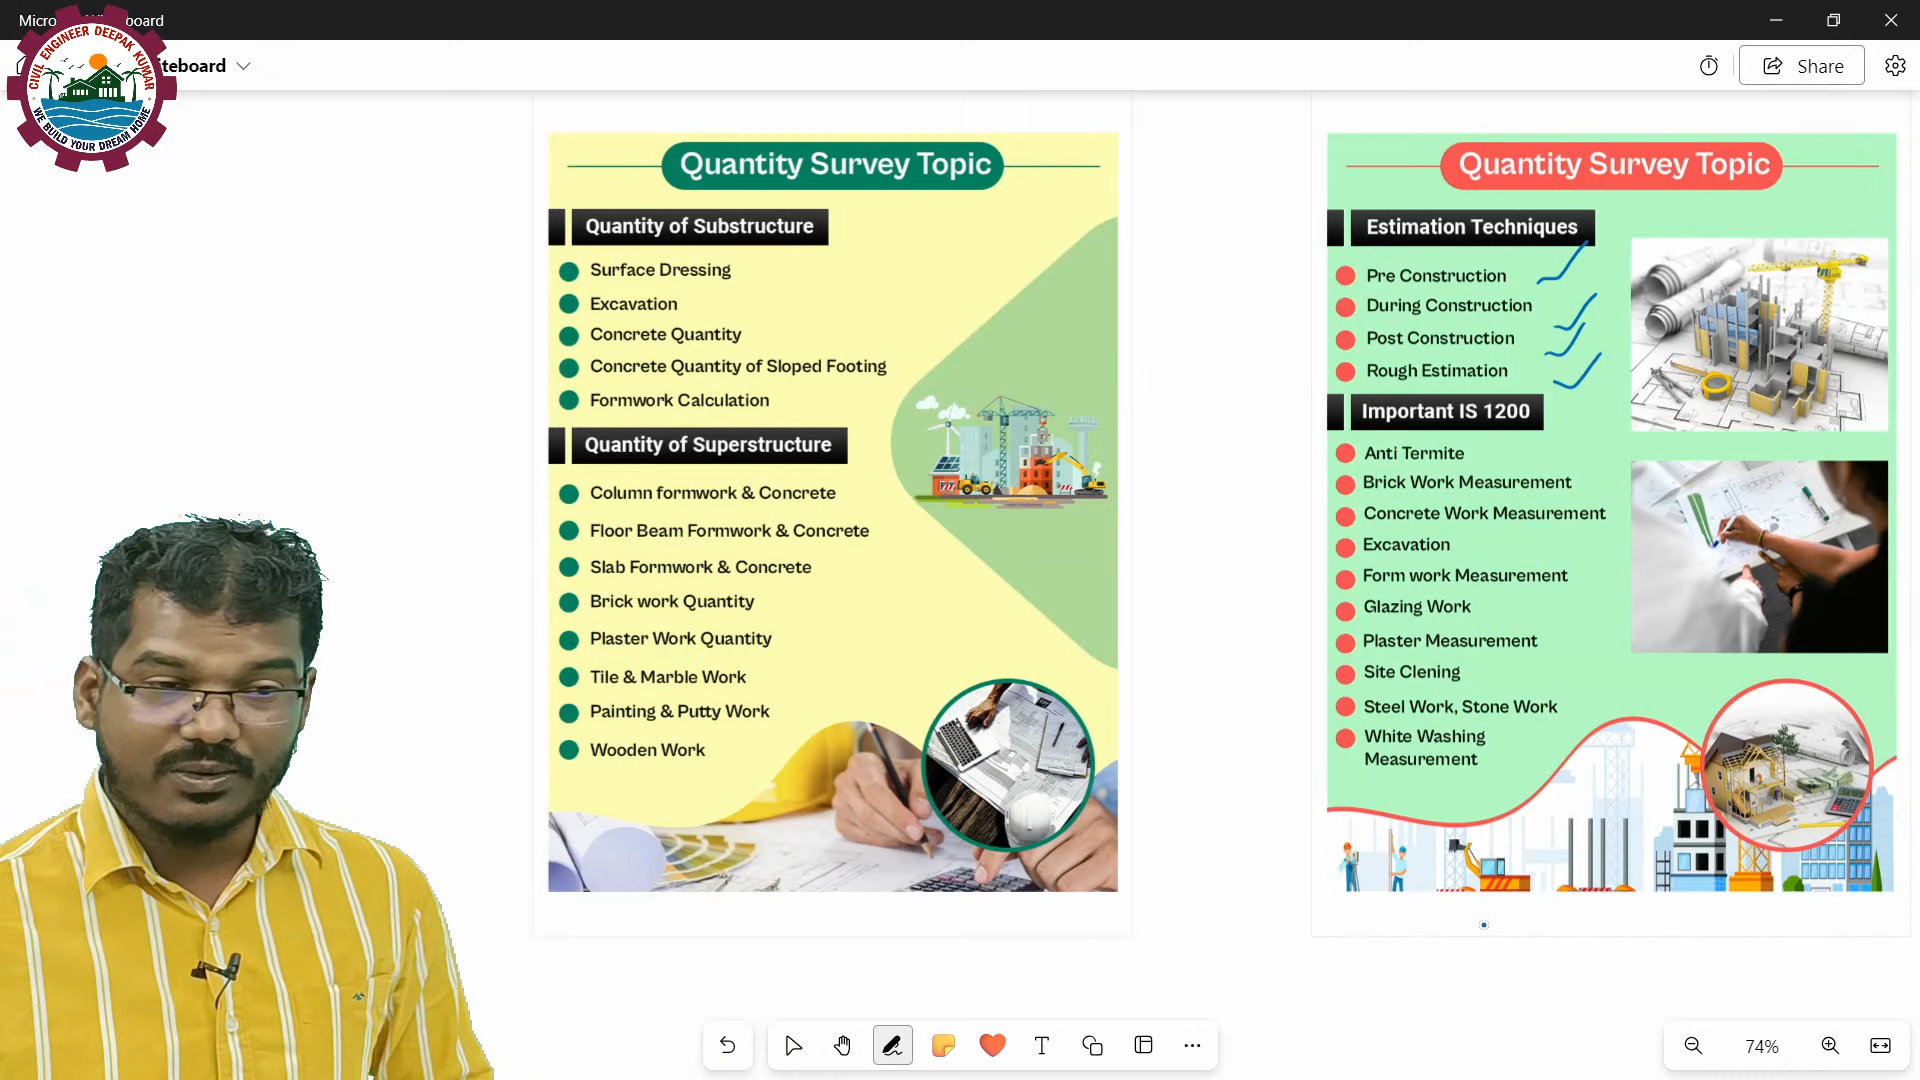 Micro
board
iteboard
Share
CIVIL ENGINEER DEEPAK KUMAR
WE BUILD YOUR DREAM HOME
Quantity Survey Topic
Quantity of Substructure
Surface Dressing
Excavation
Concrete Quantity
Concrete Quantity of Sloped Footing
Formwork Calculation
Quantity of Superstructure
Column formwork & Concrete
Floor Beam Formwork & Concrete
Slab Formwork & Concrete
Brick work Quantity
Plaster Work Quantity
Tile & Marble Work
Painting & Putty Work
Wooden Work
Quantity Survey Topic
Estimation Techniques
Pre Construction
During Construction
Post Construction
Rough Estimation
Important IS 1200
Anti Termite
Brick Work Measurement
Concrete Work Measurement
Excavation
Form work Measurement
Glazing Work
Plaster Measurement
Site Clening
Steel Work, Stone Work
White Washing
Measurement
74%